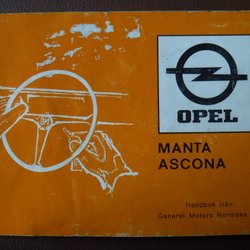 OPEL
MANTA
ASCONA
Handbok från
General Motors Nordiska